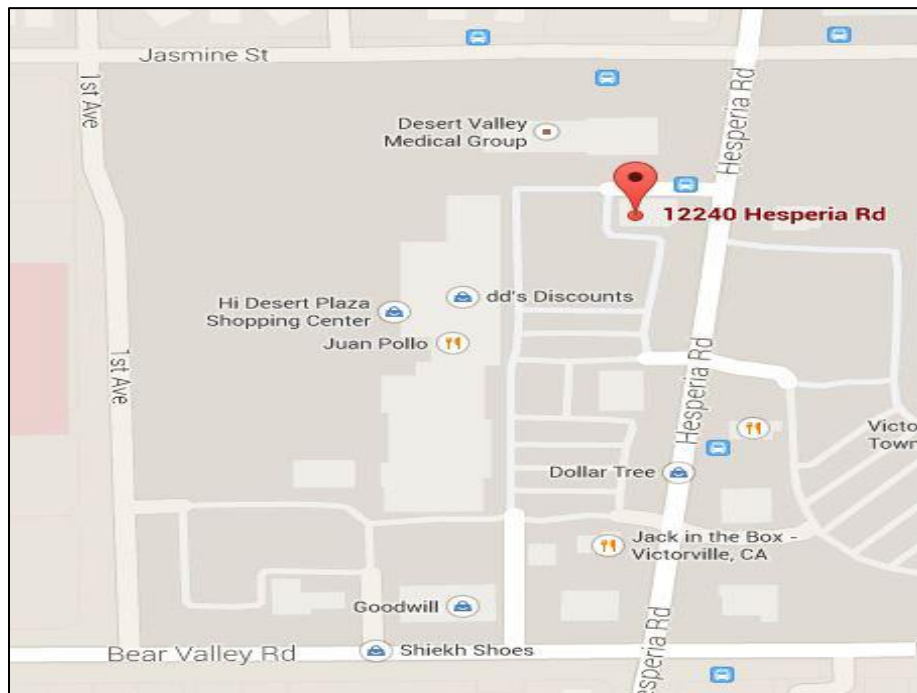 Jasmine St
1st Ave
Hesperia Rd
Desert Valley
Medical Group
12240 Hesperia Rd
dd's Discounts
Hi Desert Plaza
Shopping Center
Juan Pollo
1st Ave
Hesperia Rd
Victo
Town
Dollar Tree
Jack in the Box -
Victorville, CA
Goodwill
Hesperia Rd
Bear Valley Rd
Shiekh Shoes